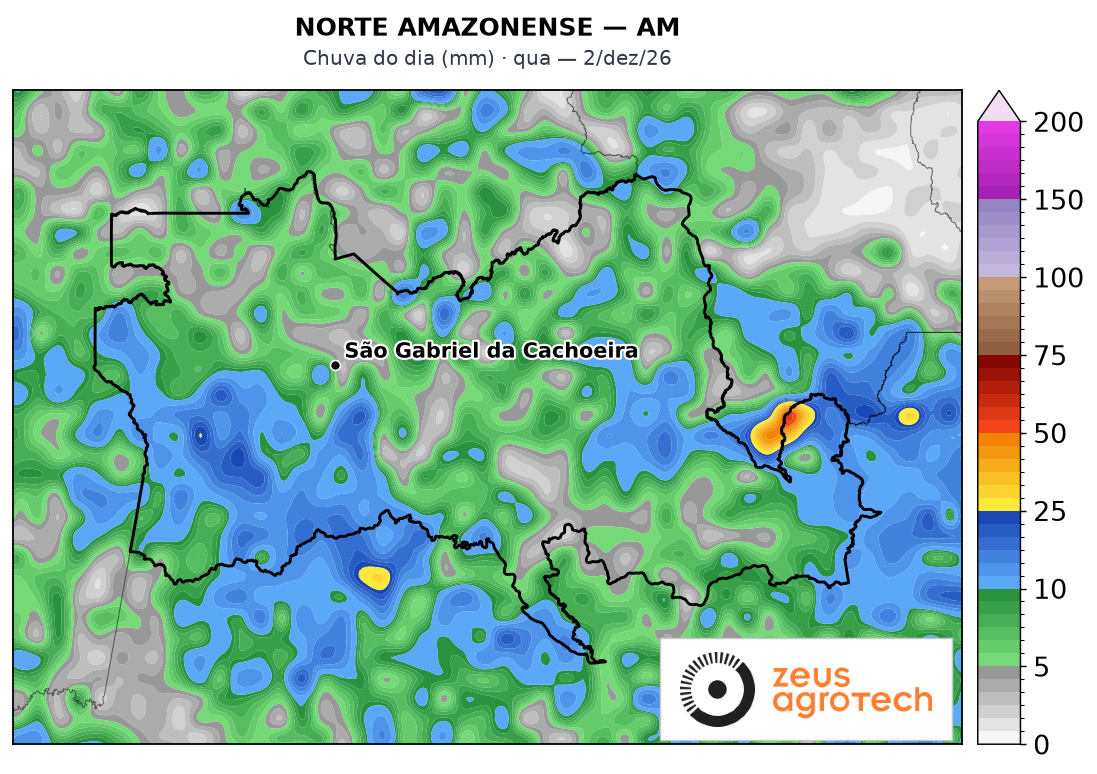 NORTE AMAZONENSE — AM
Chuva do dia (mm) · qua — 2/dez/26
São Gabriel da Cachoeira
200
150
100
75
50
25
10
5
0
zeus
agrotech